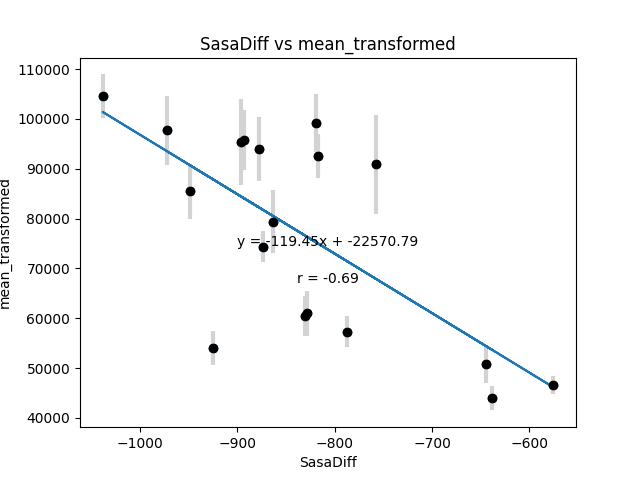 SasaDiff vs mean_transformed
110000
100000
90000
80000
70000
60000
50000
40000
mean_transformed
y = -119.45x + -22570.79
r = -0.69
−1000
−900
−800
−700
−600
SasaDiff